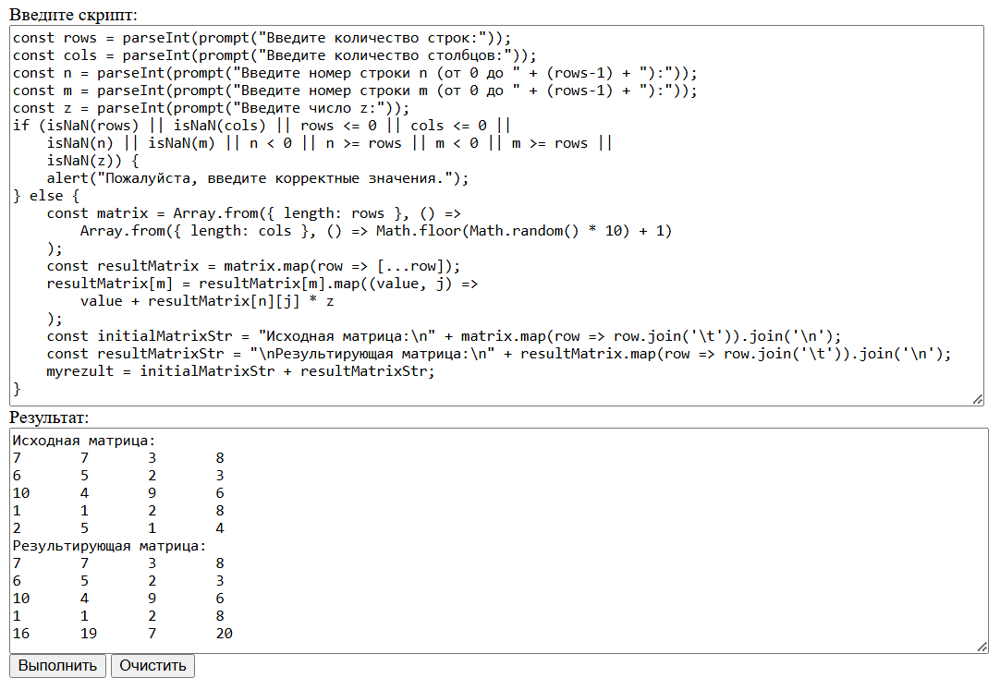 Введите скрипт:
const rows = parseInt(prompt("Введите количество строк:"));
const cols = parseInt(prompt("Введите количество столбцов:"));
const n = parseInt(prompt("Введите номер строки n (от 0 до " + (rows-1) + "):"));
const m = parseInt(prompt("Введите номер строки m (от 0 до " + (rows-1) + "):"));
const z = parseInt(prompt("Введите число z:"));
if (isNaN(rows) || isNaN(cols) || rows <= 0 || cols <= 0 ||
    isNaN(n) || isNaN(m) || n < 0 || n >= rows || m < 0 || m >= rows ||
    isNaN(z)) {
    alert("Пожалуйста, введите корректные значения.");
} else {
    const matrix = Array.from({ length: rows }, () =>
        Array.from({ length: cols }, () => Math.floor(Math.random() * 10) + 1)
    );
    const resultMatrix = matrix.map(row => [...row]);
    resultMatrix[m] = resultMatrix[m].map((value, j) =>
        value + resultMatrix[n][j] * z
    );
    const initialMatrixStr = "Исходная матрица:\n" + matrix.map(row => row.join('\t')).join('\n');
    const resultMatrixStr = "\nРезультирующая матрица:\n" + resultMatrix.map(row => row.join('\t')).join('\n');
    myrezult = initialMatrixStr + resultMatrixStr;
}
Результат:
Исходная матрица:
7	7	3	8
6	5	2	3
10	4	9	6
1	1	2	8
2	5	1	4
Результирующая матрица:
7	7	3	8
6	5	2	3
10	4	9	6
1	1	2	8
16	19	7	20
Выполнить Очистить